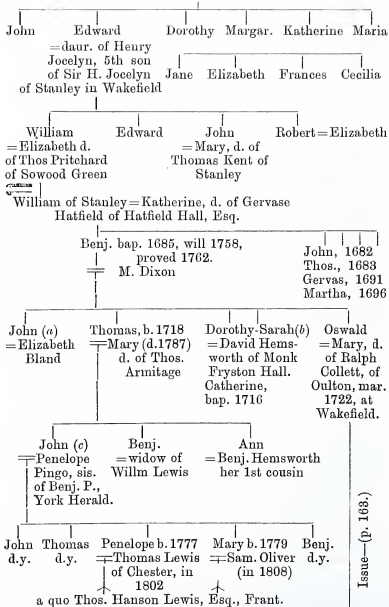 John Edward Dorothy Margar. Katherine Maria
=daur. of Henry
Jocelyn, 5th son
of Sir H. Jocelyn Jane Elizabeth Frances Cecilia
of Stanley in Wakefield
William Edward John Robert=Elizabeth
=Elizabeth d. =Mary, d. of
of Thos Pritchard Thomas Kent of
of Sowood Green Stanley
William of Stanley=Katherine, d. of Gervase
Hatfield of Hatfield Hall, Esq.
Benj. bap. 1685, will 1758,
proved 1762.
M. Dixon
John, 1682
Thos., 1683
Gervas, 1691
Martha, 1696
John (a) Thomas, b. 1718 Dorothy-Sarah(b) Oswald
=Elizabeth Mary (d.1787) =David Hems- =Mary, d.
Bland d. of Thos. worth of Monk of Ralph
Armitage Fryston Hall. Collett, of
Catherine, Oulton, mar.
bap. 1716 1722, at
Wakefield.
John (c) Benj. Ann
Penelope =widow of =Benj. Hemsworth
Pingo, sis. Willm Lewis her 1st cousin
of Benj. P.,
York Herald.
Issue—(p. 163.)
John Thomas Penelope b. 1777 Mary b. 1779 Benj.
d.y. d.y. Thomas Lewis Sam. Oliver d.y.
of Chester, in (in 1808)
1802
a quo Thos. Hanson Lewis, Esq., Frant.